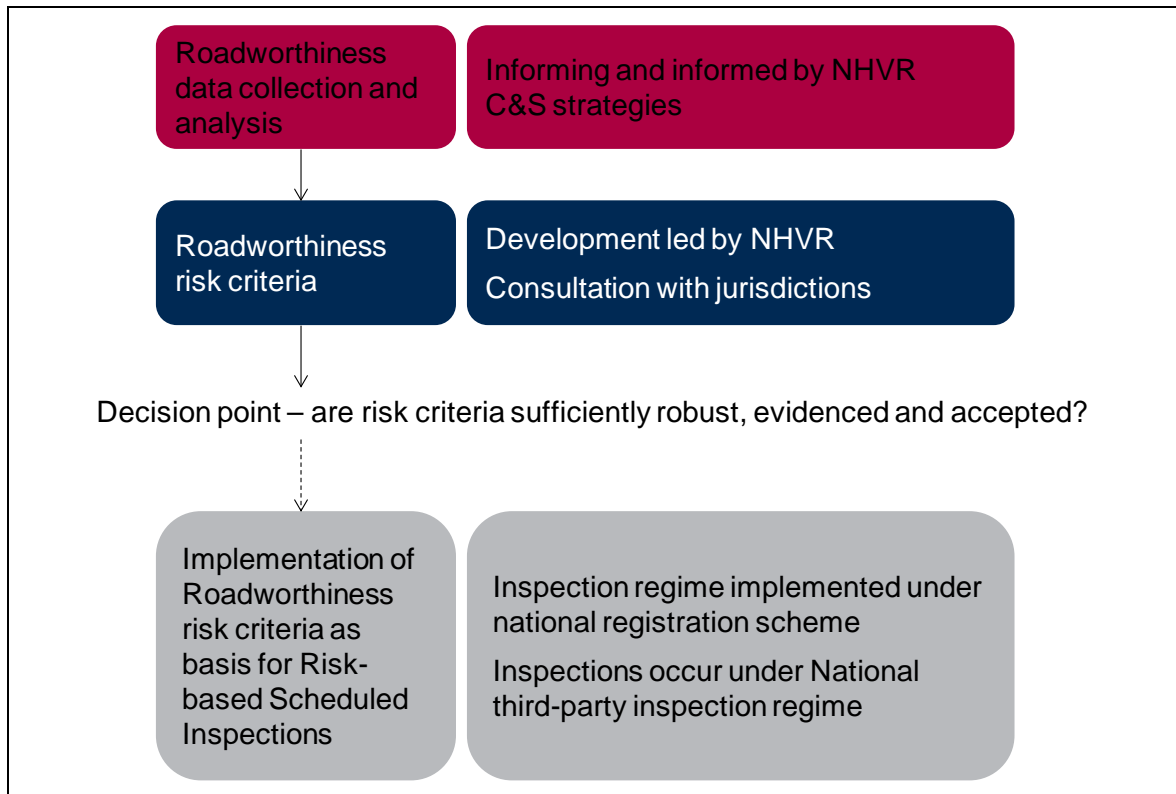 Roadworthiness
data collection and
analysis
Informing and informed by NHVR
C&S strategies
Roadworthiness
risk criteria
Development led by NHVR
Consultation with jurisdictions
Decision point – are risk criteria sufficiently robust, evidenced and accepted?
Implementation of
Roadworthiness
risk criteria as
basis for Risk-
based Scheduled
Inspections
Inspection regime implemented under
national registration scheme
Inspections occur under National
third-party inspection regime